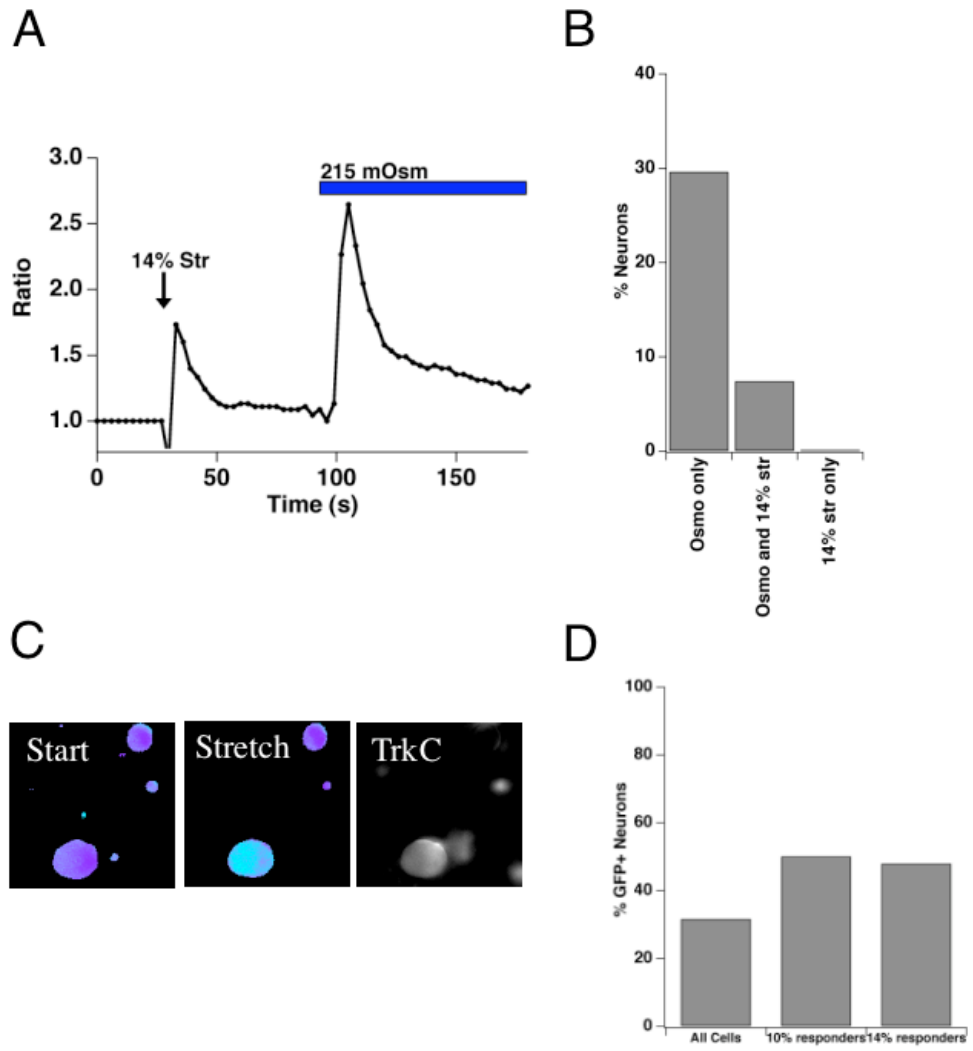 A
3.0
2.5
2.0
1.5
1.0
Ratio
14% Str
215 mOsm
0
50
100
150
Time (s)
B
40
30
20
10
0
% Neurons
Osmo only
Osmo and 14% str
14% str only
C
Start
Stretch
TrkC
D
100
80
60
40
20
0
% GFP+ Neurons
All Cells
10% responders
14% responders